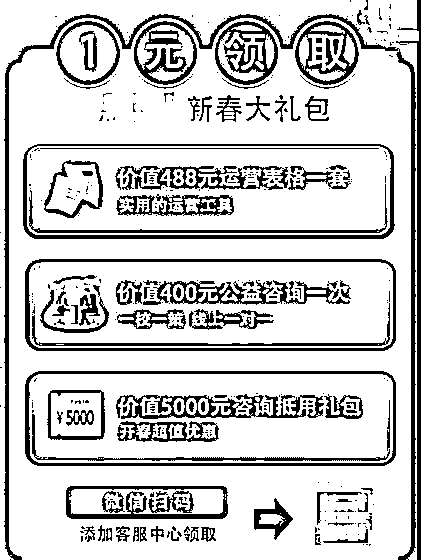 1元领取
新春大礼包
价值488元运营表格一套
实用的运营工具
价值400元公益咨询一次
一段一案 线上一对一
¥5000
价值5000元咨询抵用礼包
开春超值优惠
微信扫码
添加客服中心领取